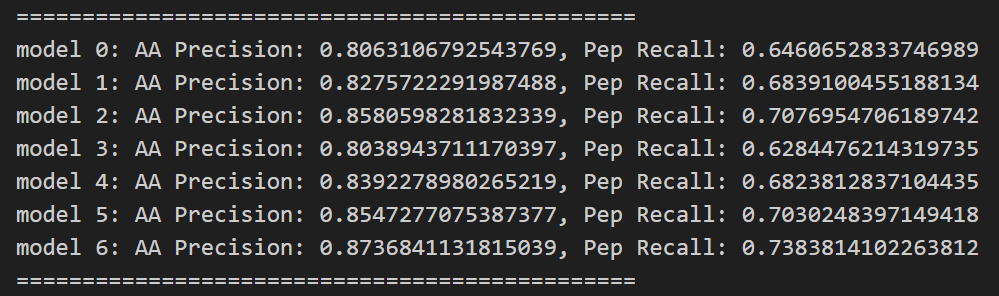 ===============================================
model 0: AA Precision: 0.8063106792543769, Pep Recall: 0.6460652833746989
model 1: AA Precision: 0.8275722291987488, Pep Recall: 0.6839100455188134
model 2: AA Precision: 0.8580598281832339, Pep Recall: 0.7076954706189742
model 3: AA Precision: 0.8038943711170397, Pep Recall: 0.6284476214319735
model 4: AA Precision: 0.8392278980265219, Pep Recall: 0.6823812837104435
model 5: AA Precision: 0.8547277075387377, Pep Recall: 0.7030248397149418
model 6: AA Precision: 0.8736841131815039, Pep Recall: 0.7383814102263812
===============================================